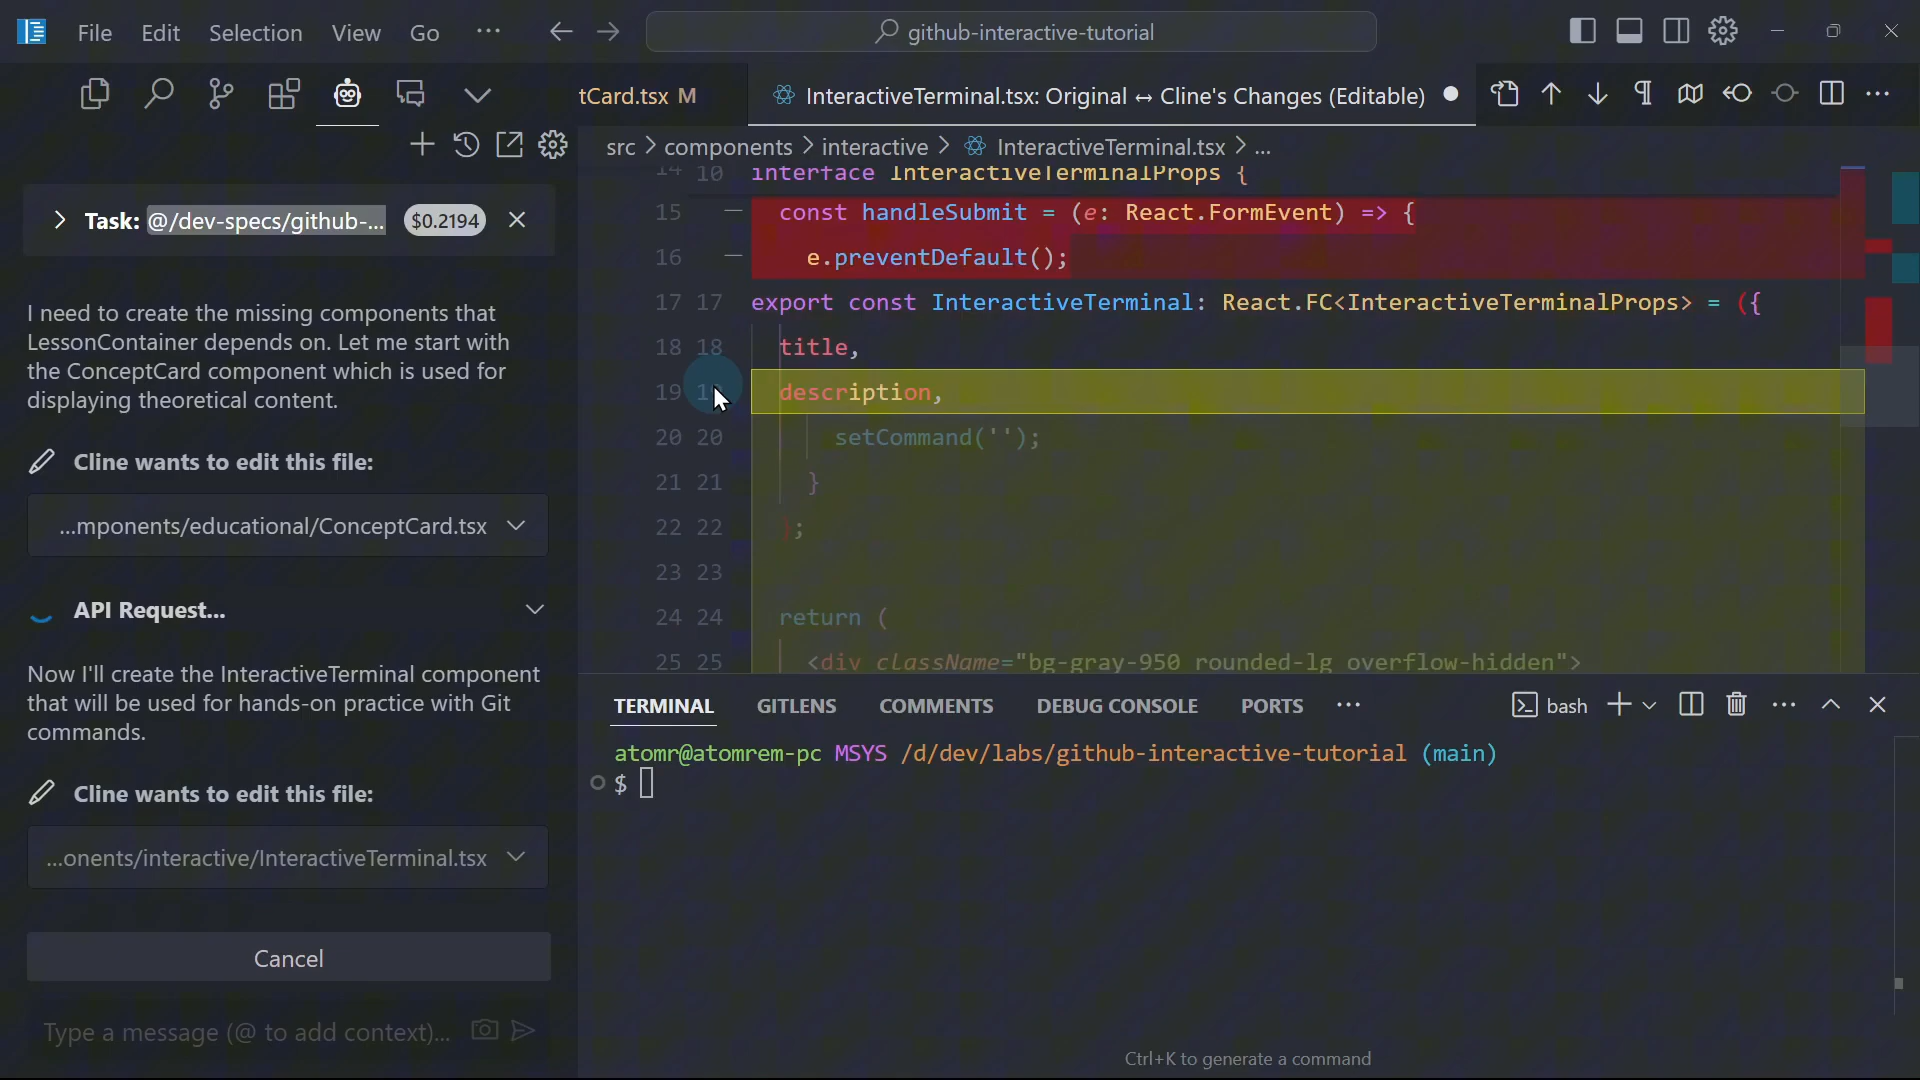 File Edit Selection View Go ...
github-interactive-tutorial
tCard.tsx M
InteractiveTerminal.tsx: Original ↔ Cline's Changes (Editable)
src > components > interactive > InteractiveTerminal.tsx > ...
Task: @/dev-specs/github-... $0.2194
I need to create the missing components that
LessonContainer depends on. Let me start with
the ConceptCard component which is used for
displaying theoretical content.
Cline wants to edit this file:
...mponents/educational/ConceptCard.tsx
API Request...
Now I'll create the InteractiveTerminal component
that will be used for hands-on practice with Git
commands.
Cline wants to edit this file:
...onents/interactive/InteractiveTerminal.tsx
Cancel
Type a message (@ to add context)...
14 10 interface InteractiveTerminalProps {
15 — const handleSubmit = (e: React.FormEvent) => {
16 — e.preventDefault();
17 17 export const InteractiveTerminal: React.FC<InteractiveTerminalProps> = ({
18 18 title,
19 19 description,
20 20 setCommand('');
21 21 }
22 22 };
23 23
24 24 return (
25 25 <div className="bg-gray-950 rounded-lg overflow-hidden">
TERMINAL GITLENS COMMENTS DEBUG CONSOLE PORTS ...
bash
atomr@atomrem-pc MSYS /d/dev/labs/github-interactive-tutorial (main)
$
Ctrl+K to generate a command